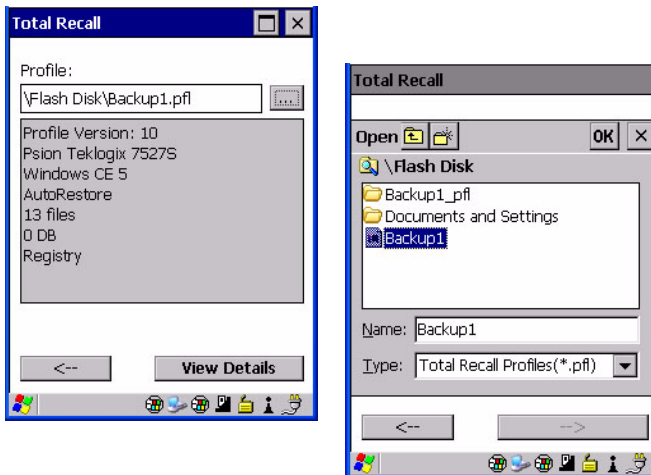 Total Recall
Profile:
\Flash Disk\Backup1.pfl
...
Profile Version: 10
Psion Teklogix 7527S
Windows CE 5
AutoRestore
13 files
0 DB
Registry
<--
View Details
Total Recall
Open
OK
\Flash Disk
Backup1_pfl
Documents and Settings
Backup1
Name: Backup1
Type: Total Recall Profiles(*.pfl)
<--
-->